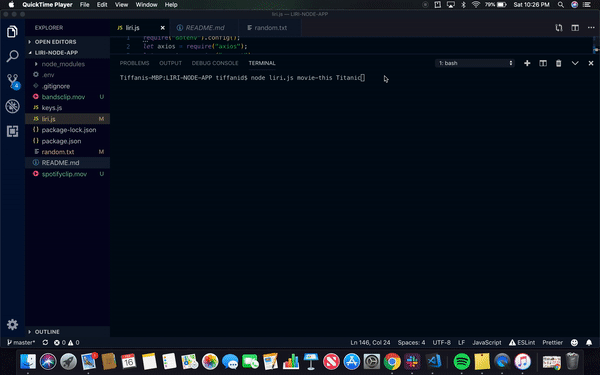 QuickTime Player File Edit View Window Help 79% Sat 10:26 PM
liri.js — LIRI-NODE-APP
EXPLORER
JS liri.js M
README.md
random.txt
OPEN EDITORS
LIRI-NODE-APP
node_modules
.env
.gitignore
bandsclip.mov U
JS keys.js
JS liri.js M
package-lock.json
package.json
random.txt M
README.md
spotifyclip.mov U
OUTLINE
1 require("dotenv").config();
2 let axios = require("axios");
PROBLEMS OUTPUT DEBUG CONSOLE TERMINAL 1: bash
Tiffanis-MBP:LIRI-NODE-APP tiffanid$ node liri.js movie-this Titanic
master* 0 0 Ln 146, Col 24 Spaces: 4 UTF-8 LF JavaScript ESLint Prettier
16